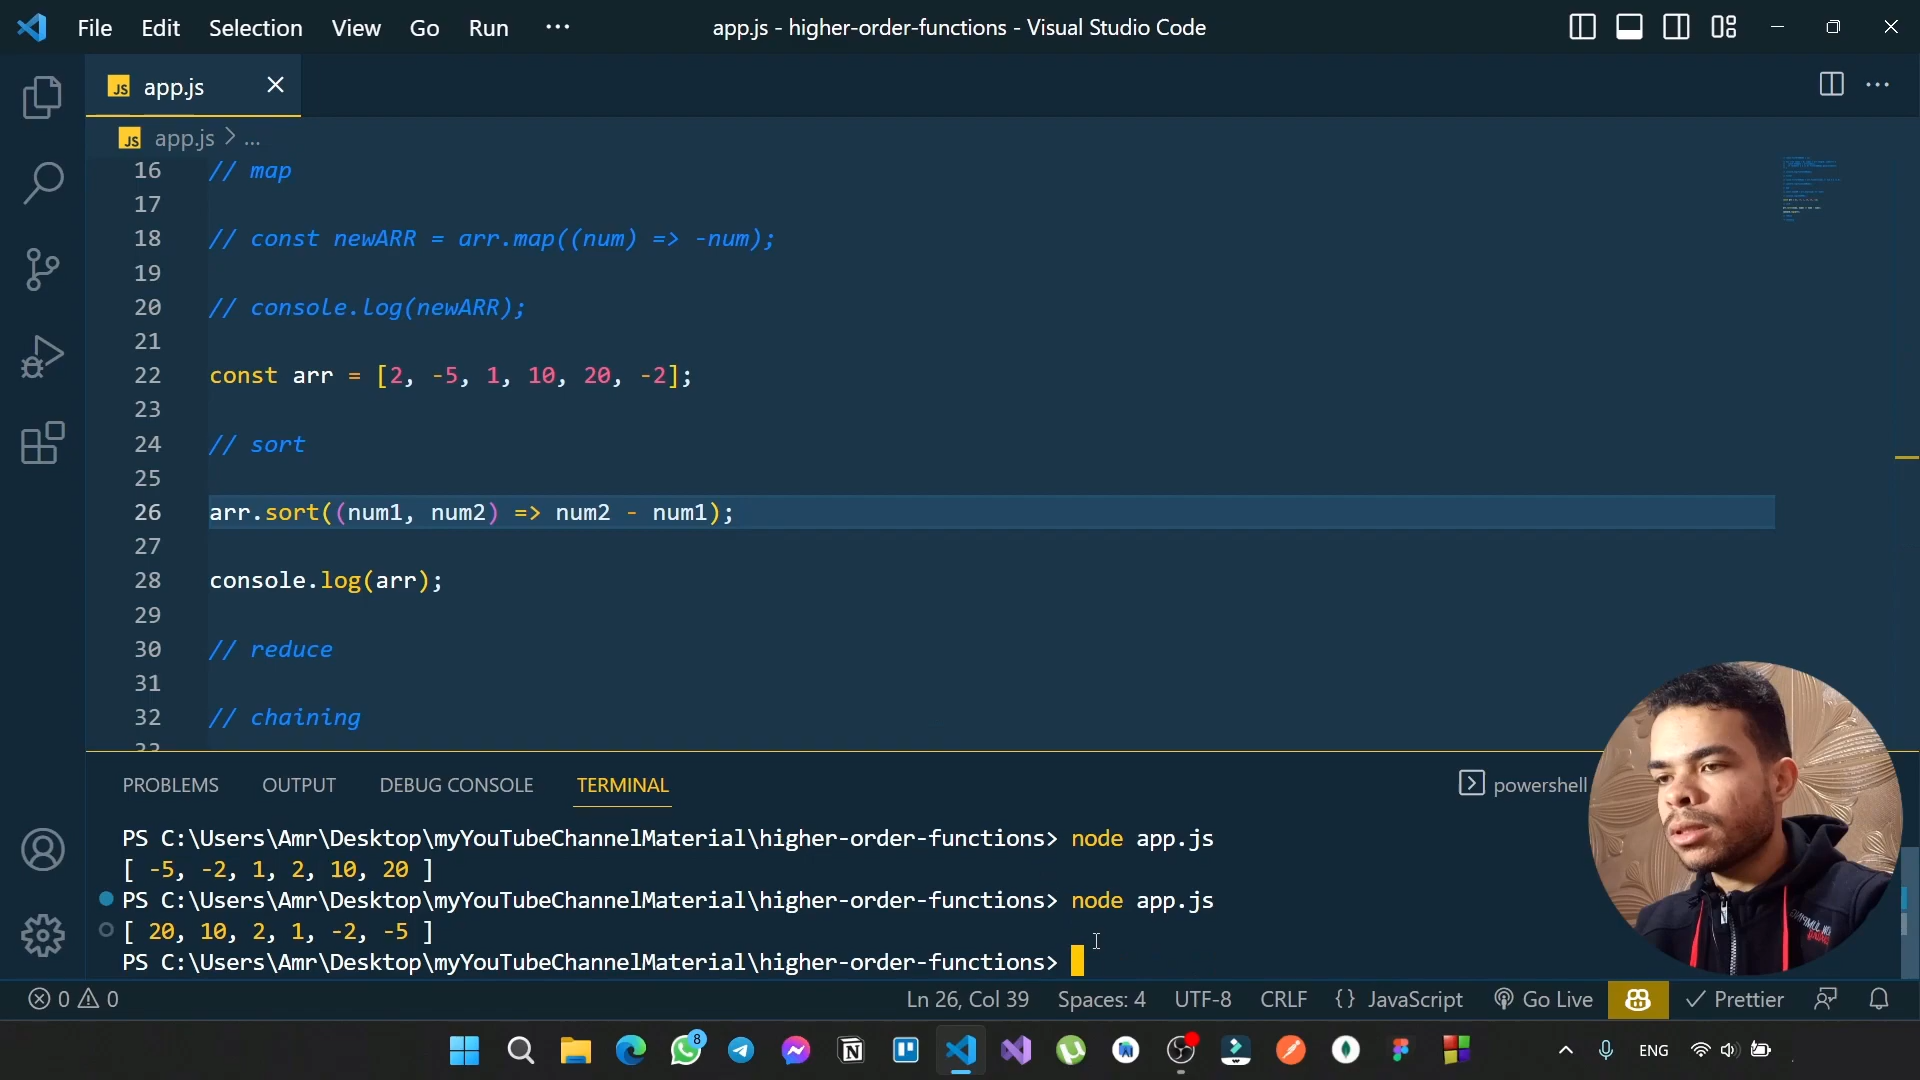 File Edit Selection View Go Run ···
app.js - higher-order-functions - Visual Studio Code
JS app.js
JS app.js > ...
16 // map
17
18 // const newARR = arr.map((num) => -num);
19
20 // console.log(newARR);
21
22 const arr = [2, -5, 1, 10, 20, -2];
23
24 // sort
25
26 arr.sort((num1, num2) => num2 - num1);
27
28 console.log(arr);
29
30 // reduce
31
32 // chaining
33
PROBLEMS OUTPUT DEBUG CONSOLE TERMINAL
powershell
PS C:\Users\Amr\Desktop\myYouTubeChannelMaterial\higher-order-functions> node app.js
[ -5, -2, 1, 2, 10, 20 ]
PS C:\Users\Amr\Desktop\myYouTubeChannelMaterial\higher-order-functions> node app.js
[ 20, 10, 2, 1, -2, -5 ]
PS C:\Users\Amr\Desktop\myYouTubeChannelMaterial\higher-order-functions>
0 0 Ln 26, Col 39 Spaces: 4 UTF-8 CRLF {} JavaScript Go Live Prettier
8
ENG